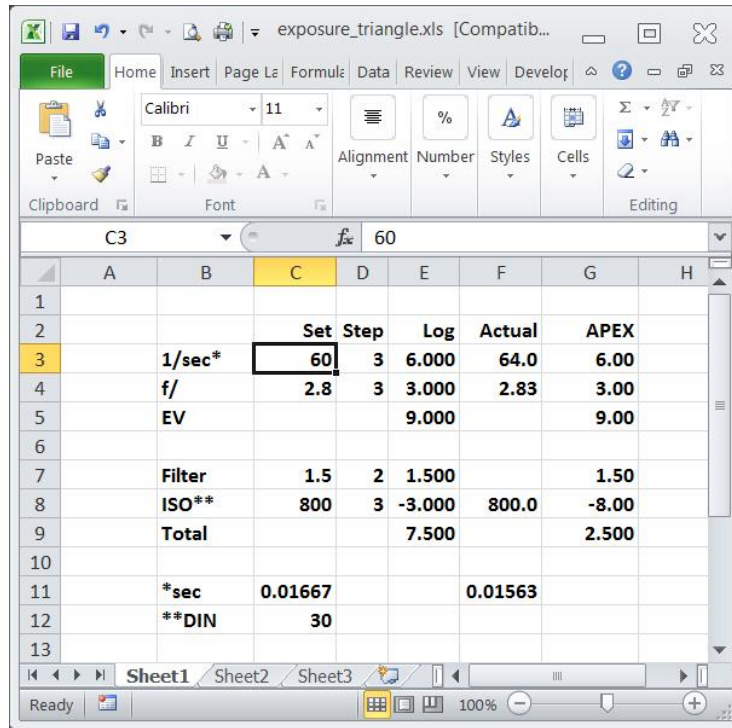 exposure_triangle.xls [Compatib...
File Home Insert Page La Formula Data Review View Develop
Calibri 11
Paste B I U A A Alignment Number Styles Cells Σ
Clipboard Font Editing
C3 fx 60
A B C D E F G H
1
2 Set Step Log Actual APEX
3 1/sec* 60 3 6.000 64.0 6.00
4 f/ 2.8 3 3.000 2.83 3.00
5 EV 9.000 9.00
6
7 Filter 1.5 2 1.500 1.50
8 ISO** 800 3 -3.000 800.0 -8.00
9 Total 7.500 2.500
10
11 *sec 0.01667 0.01563
12 **DIN 30
13
Sheet1 Sheet2 Sheet3
Ready 100%